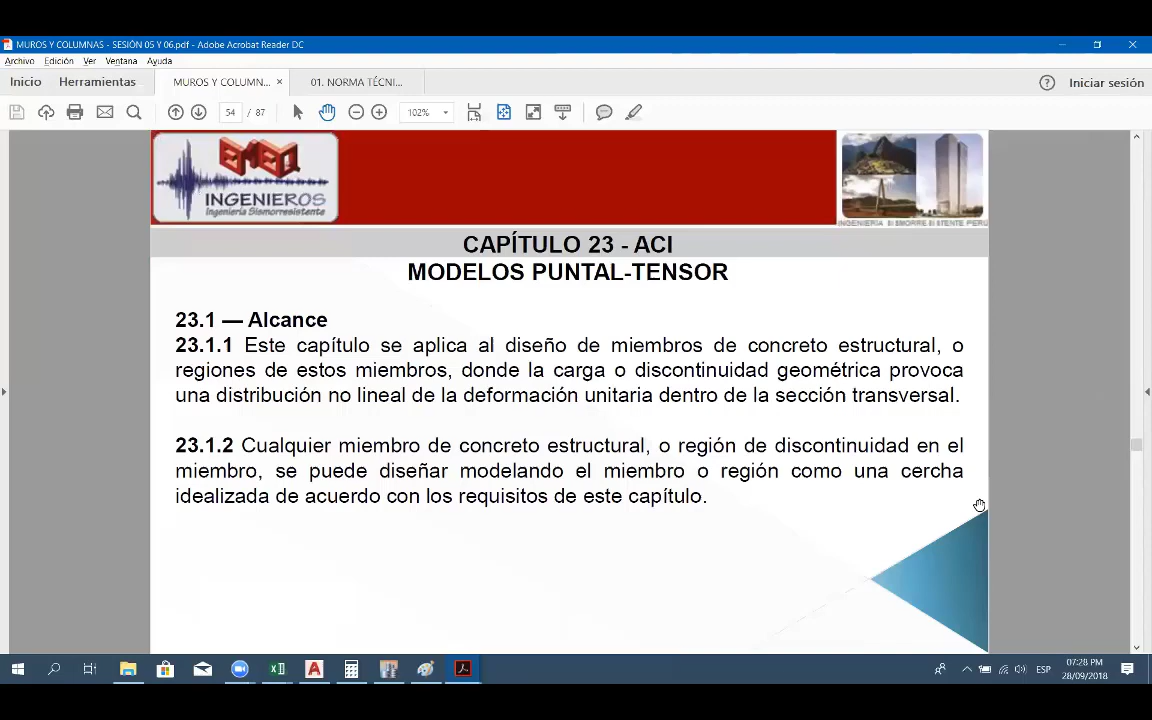 MUROS Y COLUMNAS - SESIÓN 05 Y 06.pdf - Adobe Acrobat Reader DC
Archivo Edición Ver Ventana Ayuda
Inicio Herramientas MUROS Y COLUMN... × 01. NORMA TÉCNI... Iniciar sesión
54 / 87 102%
INGENIEROS
Ingeniería Sismorresistente
INGENIERÍA SISMORRESISTENTE PERÚ
CAPÍTULO 23 - ACI
MODELOS PUNTAL-TENSOR
23.1 — Alcance
23.1.1 Este capítulo se aplica al diseño de miembros de concreto estructural, o
regiones de estos miembros, donde la carga o discontinuidad geométrica provoca
una distribución no lineal de la deformación unitaria dentro de la sección transversal.
23.1.2 Cualquier miembro de concreto estructural, o región de discontinuidad en el
miembro, se puede diseñar modelando el miembro o región como una cercha
idealizada de acuerdo con los requisitos de este capítulo.
ESP
07:28 PM
28/09/2018